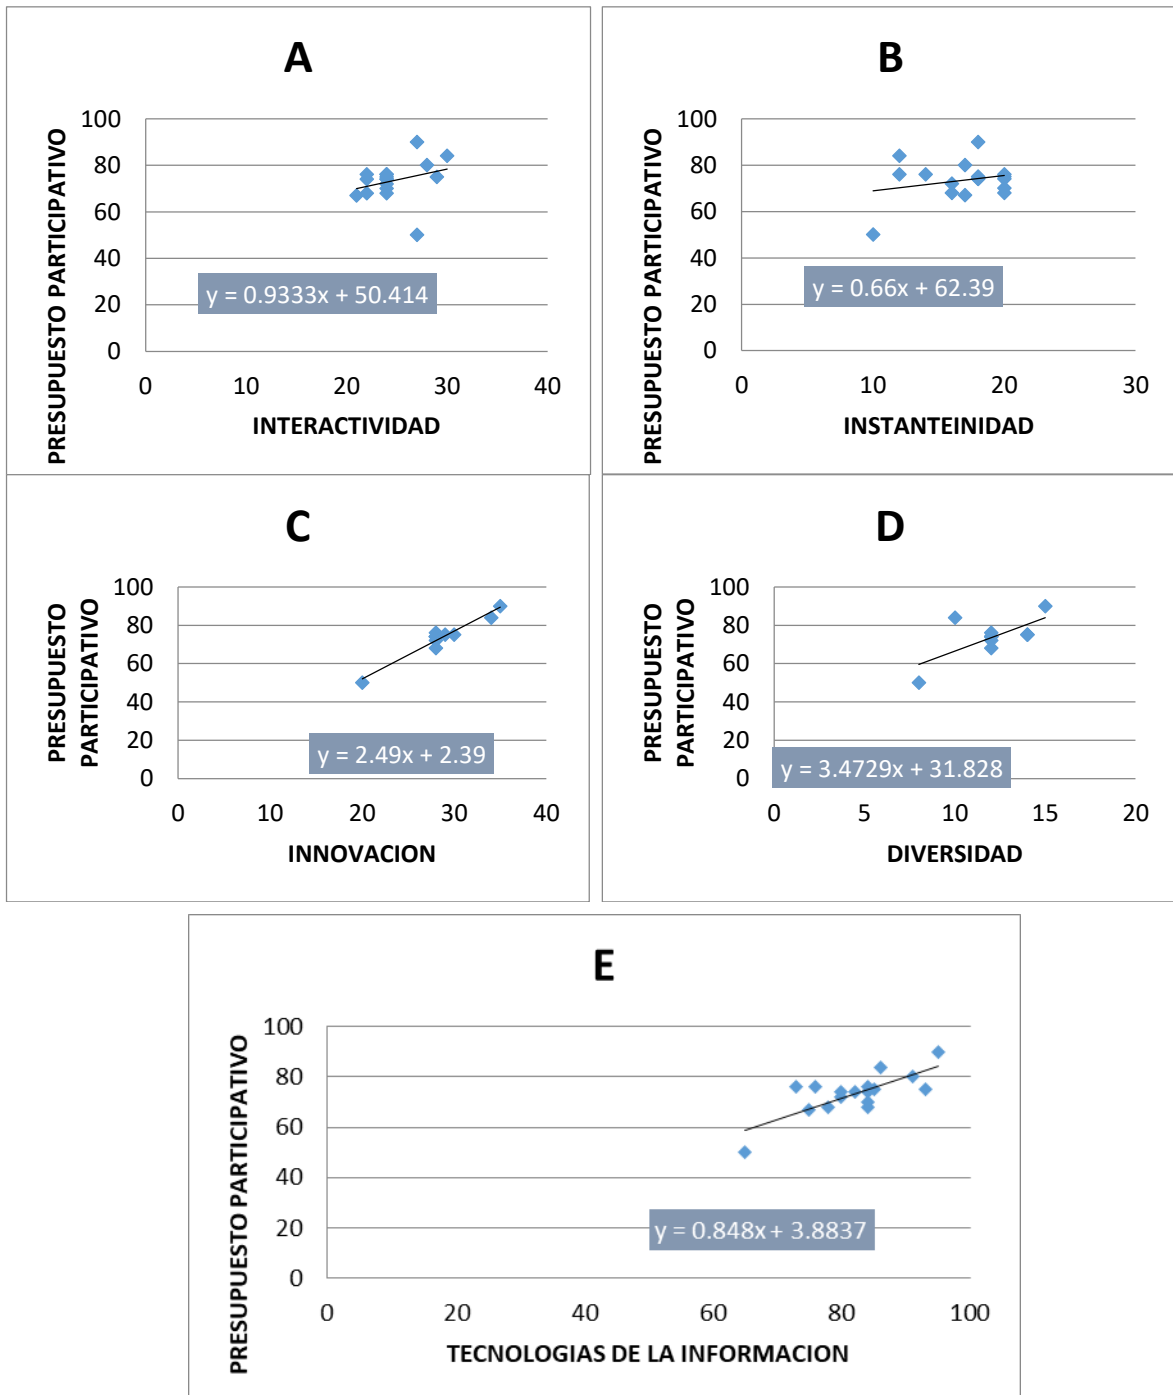 A
PRESUPUESTO PARTICIPATIVO
100
80
60
40
20
0
y = 0.9333x + 50.414
0 10 20 30 40
INTERACTIVIDAD
B
PRESUPUESTO PARTICIPATIVO
100
80
60
40
20
0
y = 0.66x + 62.39
0 10 20 30
INSTANTEINIDAD
C
PRESUPUESTO
PARTICIPATIVO
100
80
60
40
20
0
y = 2.49x + 2.39
0 10 20 30 40
INNOVACION
D
PRESUPUESTO
PARTICIPATIVO
100
80
60
40
20
0
y = 3.4729x + 31.828
0 5 10 15 20
DIVERSIDAD
E
PRESUPUESTO PARTICIPATIVO
100
80
60
40
20
0
y = 0.848x + 3.8837
0 20 40 60 80 100
TECNOLOGIAS DE LA INFORMACION